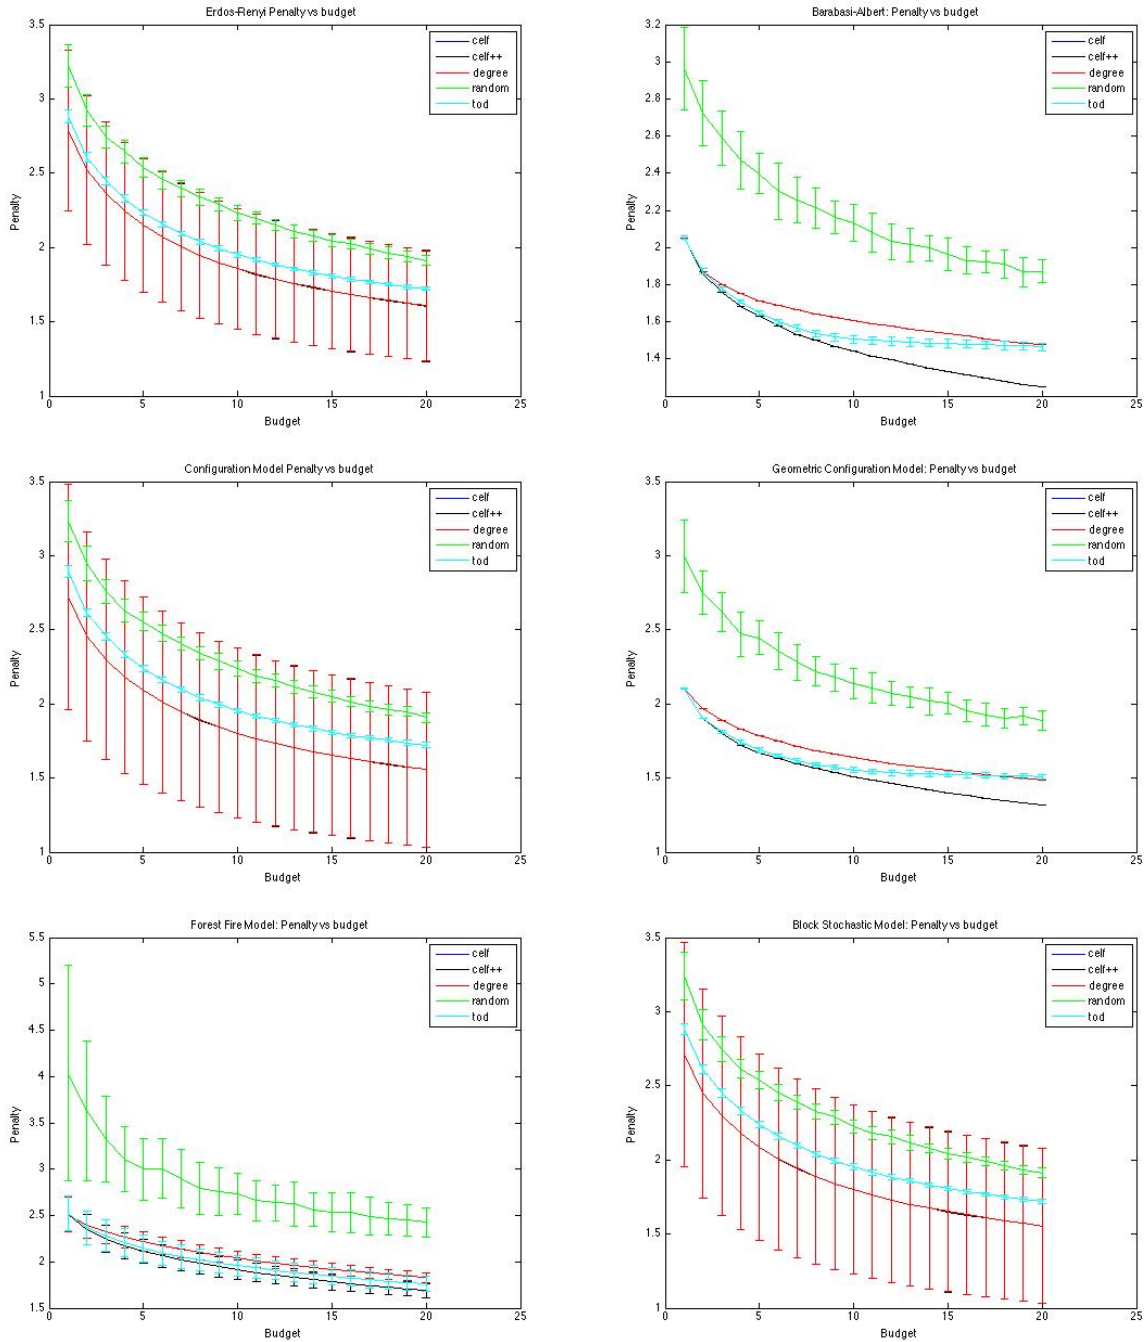 Erdos-Renyi Penalty vs budget
3.5
3
2.5
2
1.5
1
Penalty
0 5 10 15 20 25
Budget
celf
celf++
degree
random
tod
Barabasi-Albert: Penalty vs budget
3.2
3
2.8
2.6
2.4
2.2
2
1.8
1.6
1.4
Penalty
0 5 10 15 20 25
Budget
celf
celf++
degree
random
tod
Configuration Model Penalty vs budget
3.5
3
2.5
2
1.5
1
Penalty
0 5 10 15 20 25
Budget
celf
celf++
degree
random
tod
Geometric Configuration Model: Penalty vs budget
3.5
3
2.5
2
1.5
1
Penalty
0 5 10 15 20 25
Budget
celf
celf++
degree
random
tod
Forest Fire Model: Penalty vs budget
5.5
5
4.5
4
3.5
3
2.5
2
1.5
Penalty
0 5 10 15 20 25
Budget
celf
celf++
degree
random
tod
Block Stochastic Model: Penalty vs budget
3.5
3
2.5
2
1.5
1
Penalty
0 5 10 15 20 25
Budget
celf
celf++
degree
random
tod